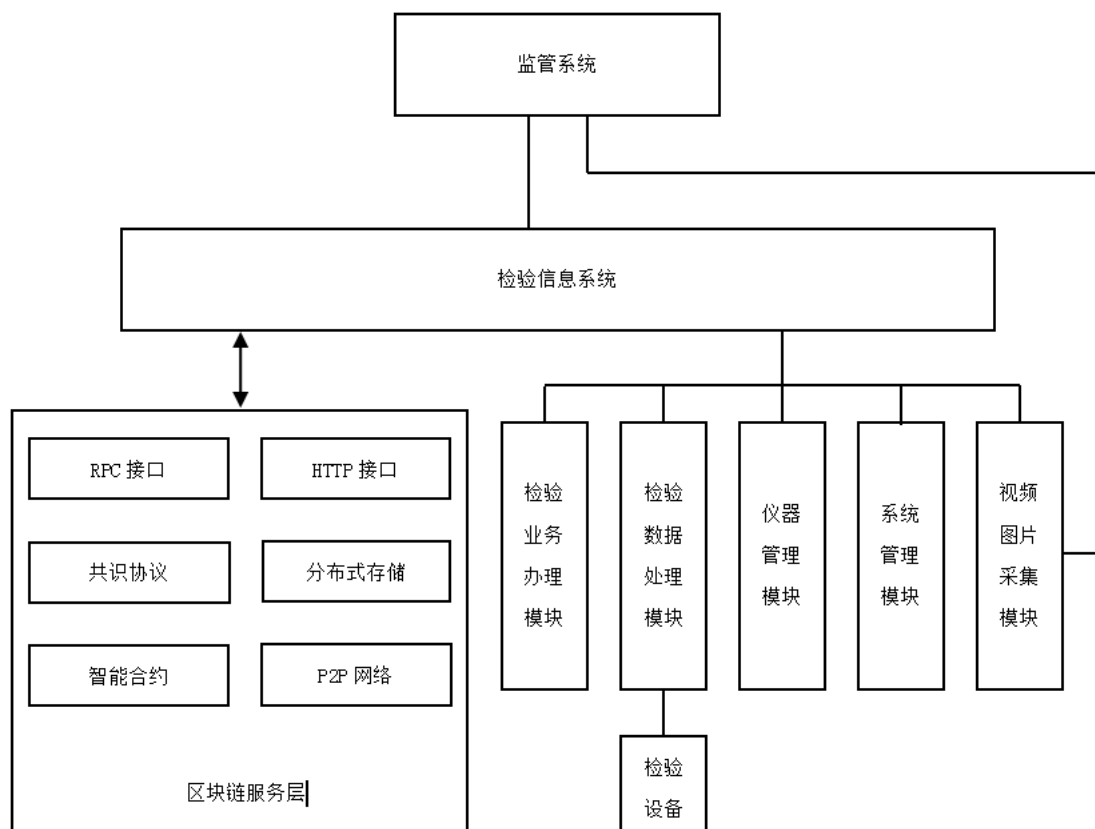 监管系统
检验信息系统
RPC 接口
HTTP 接口
共识协议
分布式存储
智能合约
P2P 网络
区块链服务层
检验
业务
办理
模块
检验
数据
处理
模块
仪器
管理
模块
系统
管理
模块
视频
图片
采集
模块
检验
设备